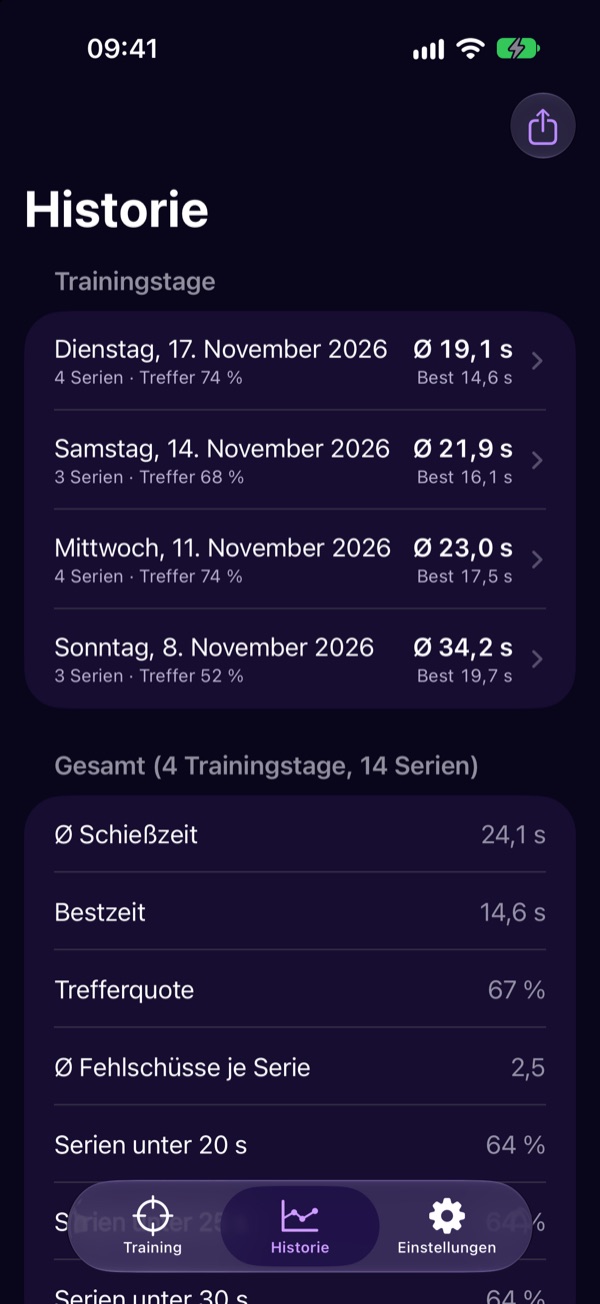 09:41
Historie
Trainingstage
Dienstag, 17. November 2026 Ø 19,1 s
4 Serien · Treffer 74 % Best 14,6 s
Samstag, 14. November 2026 Ø 21,9 s
3 Serien · Treffer 68 % Best 16,1 s
Mittwoch, 11. November 2026 Ø 23,0 s
4 Serien · Treffer 74 % Best 17,5 s
Sonntag, 8. November 2026 Ø 34,2 s
3 Serien · Treffer 52 % Best 19,7 s
Gesamt (4 Trainingstage, 14 Serien)
Ø Schießzeit 24,1 s
Bestzeit 14,6 s
Trefferquote 67 %
Ø Fehlschüsse je Serie 2,5
Serien unter 20 s 64 %
Training Historie Einstellungen
Serien unter 30 s 64 %